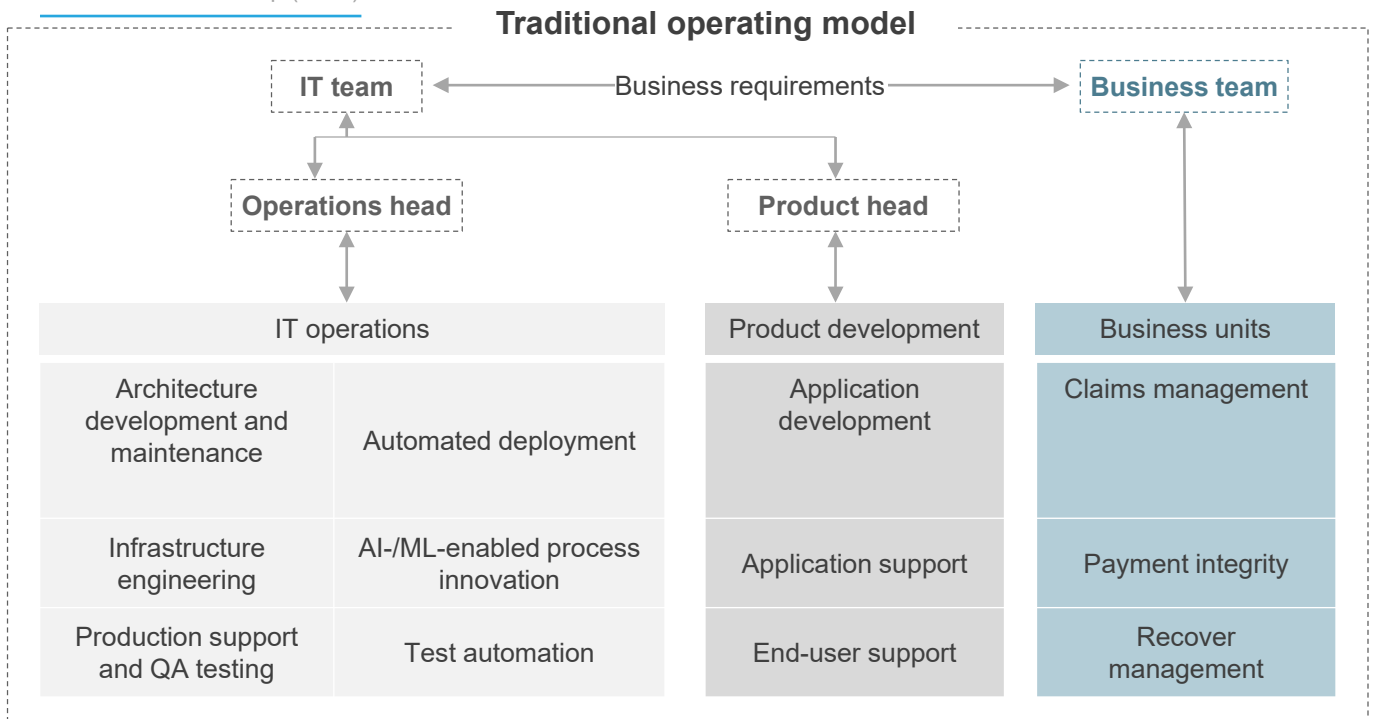 Traditional operating model
IT team
Business requirements
Business team
Operations head
Product head
IT operations
Product development
Business units
Architecture
development and
maintenance
Automated deployment
Application
development
Claims management
Infrastructure
engineering
AI-/ML-enabled process
innovation
Application support
Payment integrity
Production support
and QA testing
Test automation
End-user support
Recover
management